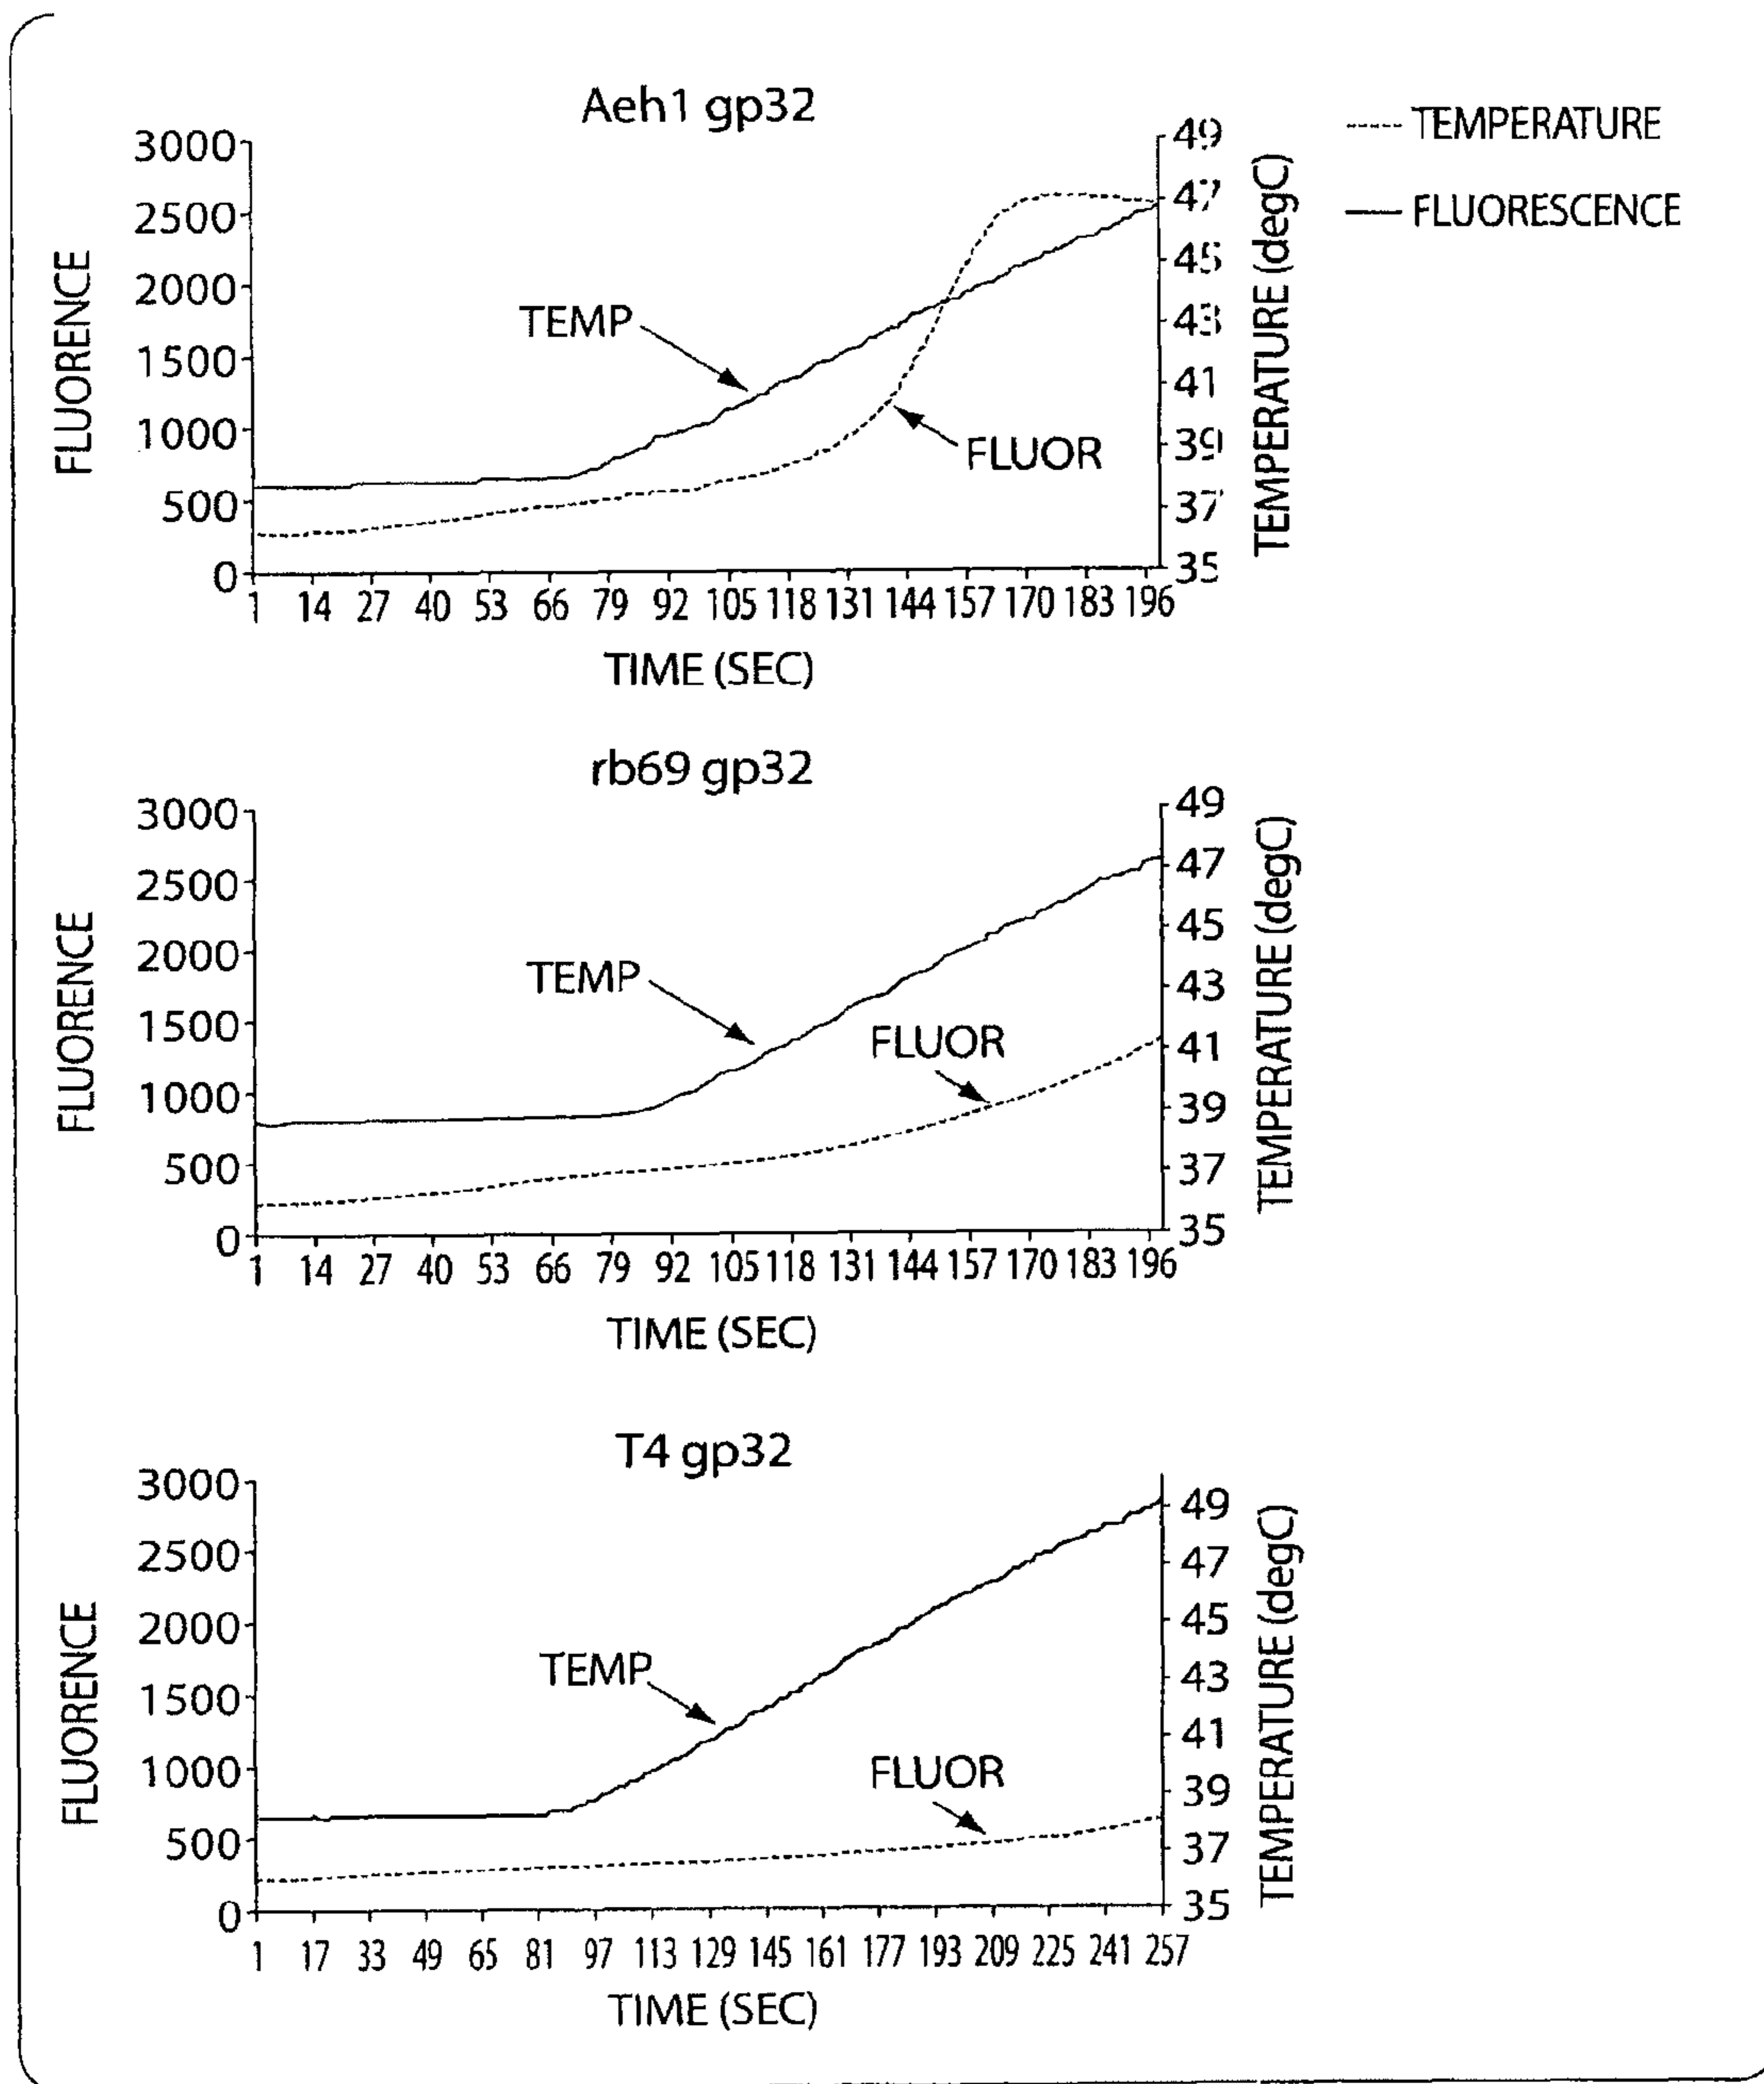 Aeh1 gp32
TEMPERATURE
FLUORESCENCE
FLUORENCE
3000
2500
2000
1500
1000
500
0
TEMP
FLUOR
49
47
45
43
41
39
37
35
TEMPERATURE (degC)
1 14 27 40 53 66 79 92 105 118 131 144 157 170 183 196
TIME (SEC)
rb69 gp32
FLUORENCE
3000
2500
2000
1500
1000
500
0
TEMP
FLUOR
49
47
45
43
41
39
37
35
TEMPERATURE (degC)
1 14 27 40 53 66 79 92 105 118 131 144 157 170 183 196
TIME (SEC)
T4 gp32
FLUORENCE
3000
2500
2000
1500
1000
500
0
TEMP
FLUOR
49
47
45
43
41
39
37
35
TEMPERATURE (degC)
1 17 33 49 65 81 97 113 129 145 161 177 193 209 225 241 257
TIME (SEC)